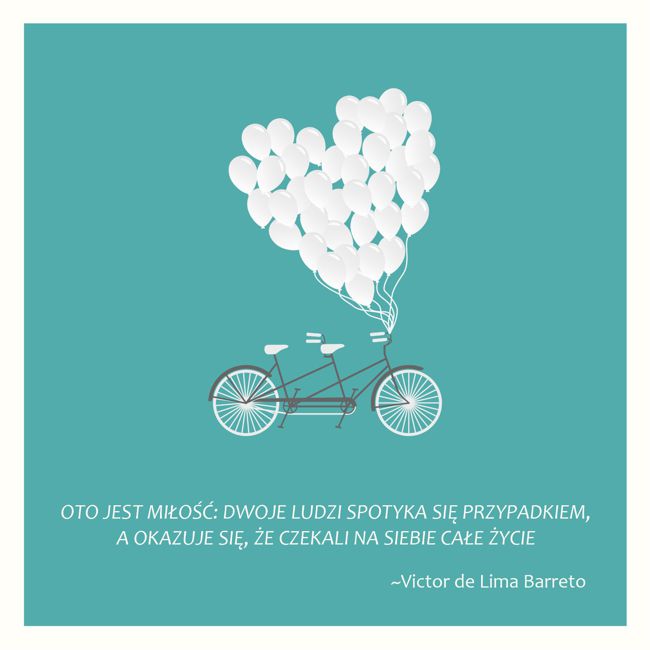 OTO JEST MIŁOŚĆ: DWOJE LUDZI SPOTYKA SIĘ PRZYPADKIEM,
A OKAZUJE SIĘ, ŻE CZEKALI NA SIEBIE CAŁE ŻYCIE
~Victor de Lima Barreto